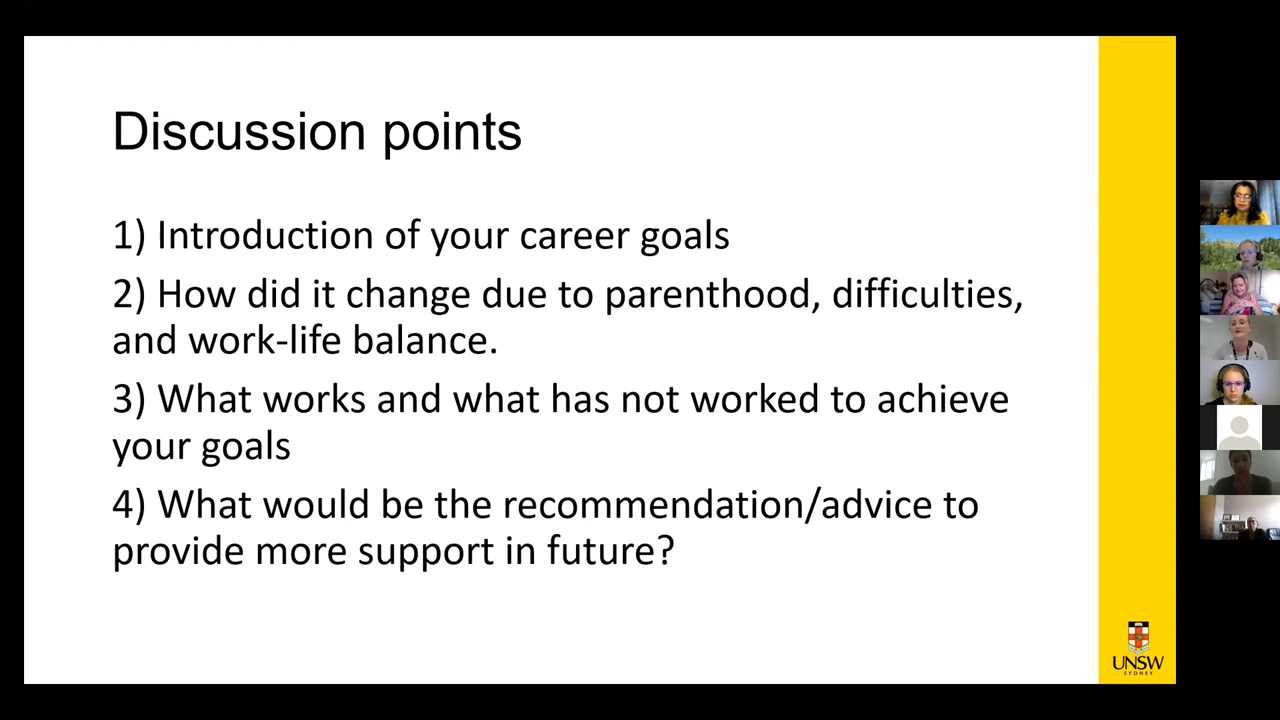 Discussion points
1) Introduction of your career goals
2) How did it change due to parenthood, difficulties,
and work-life balance.
3) What works and what has not worked to achieve
your goals
4) What would be the recommendation/advice to
provide more support in future?
UNSW
SYDNEY